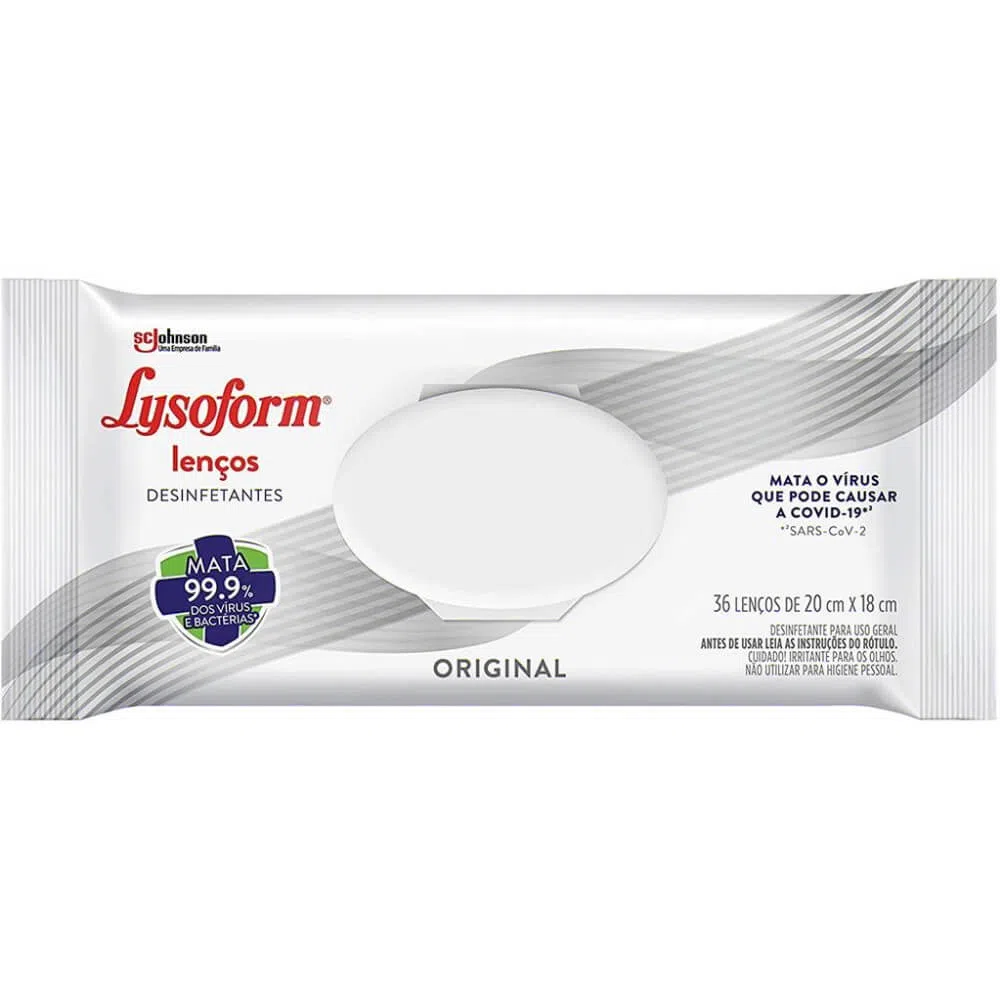 scjohnson
Uma Empresa de Família
Lysoform®
lenços
DESINFETANTES
MATA
99.9%
DOS VÍRUS
E BACTÉRIAS*
MATA O VÍRUS
QUE PODE CAUSAR
A COVID-19*²
*²SARS-CoV-2
36 LENÇOS DE 20 cm X 18 cm
DESINFETANTE PARA USO GERAL
ANTES DE USAR LEIA AS INSTRUÇÕES DO RÓTULO.
CUIDADO! IRRITANTE PARA OS OLHOS.
NÃO UTILIZAR PARA HIGIENE PESSOAL.
ORIGINAL